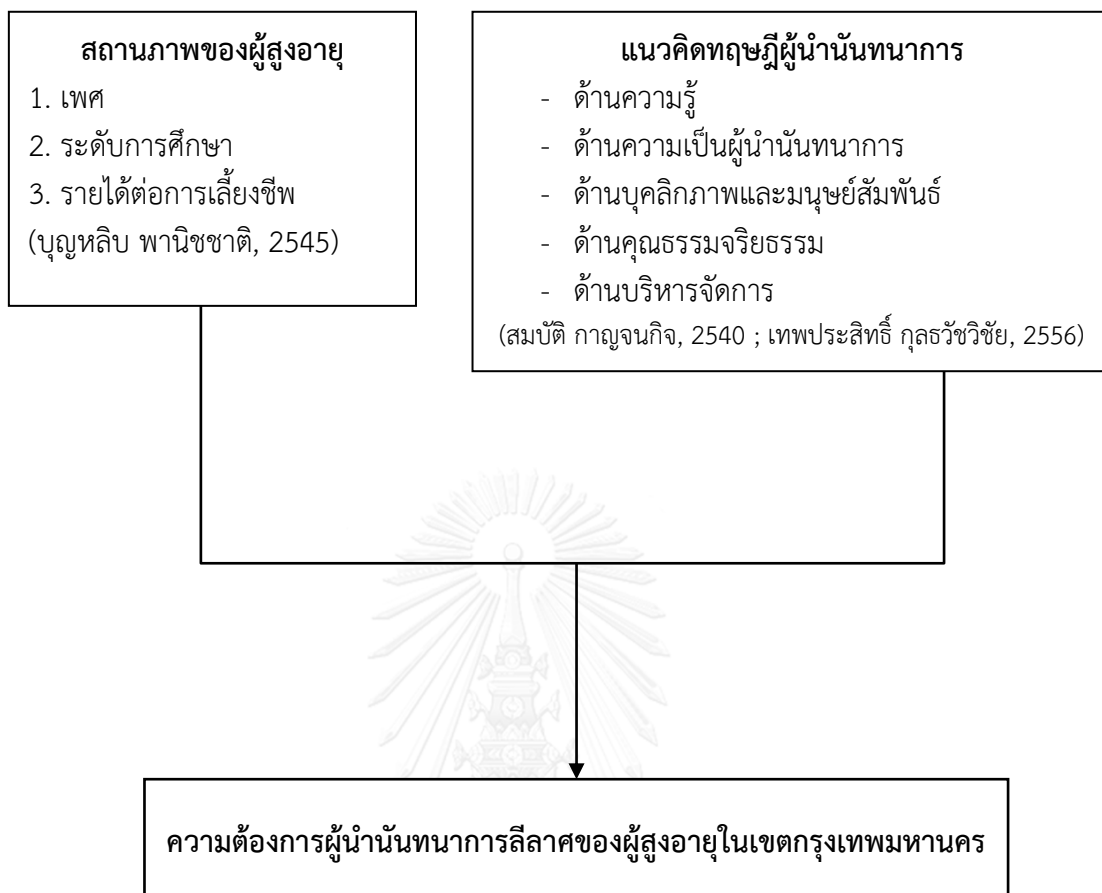 สถานภาพของผู้สูงอายุ
1. เพศ
2. ระดับการศึกษา
3. รายได้ต่อการเลี้ยงชีพ
(บุญหลิบ พานิชชาติ, 2545)
แนวคิดทฤษฎีผู้นำนันทนาการ
- ด้านความรู้
- ด้านความเป็นผู้นำนันทนาการ
- ด้านบุคลิกภาพและมนุษย์สัมพันธ์
- ด้านคุณธรรมจริยธรรม
- ด้านบริหารจัดการ
(สมบัติ กาญจนกิจ, 2540 ; เทพประสิทธิ์ กุลธวัชวิชัย, 2556)
ความต้องการผู้นำนันทนาการลีลาศของผู้สูงอายุในเขตกรุงเทพมหานคร